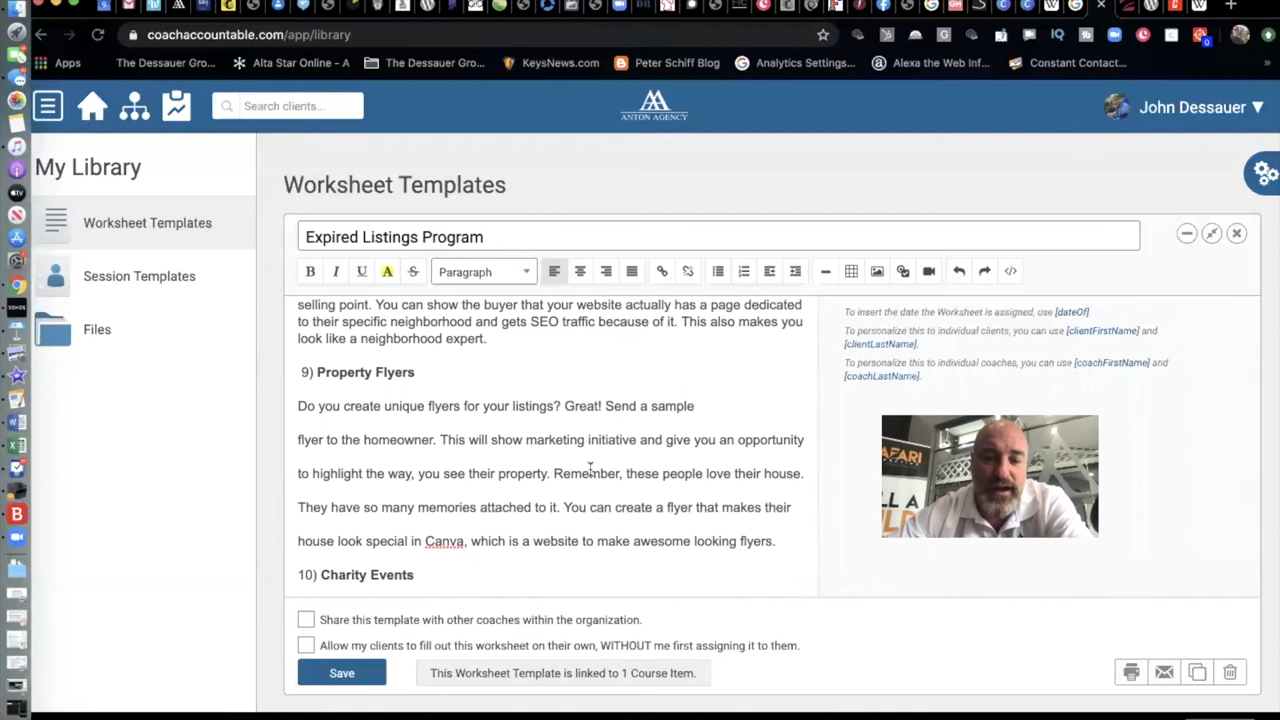 coachaccountable.com/app/library
Apps
The Dessauer Gro...
Alta Star Online - A
The Dessauer Gro...
KeysNews.com
Peter Schiff Blog
Analytics Settings...
Alexa the Web Inf...
Constant Contact...
Search clients...
ANTON AGENCY
John Dessauer ▼
My Library
Worksheet Templates
Session Templates
Files
Worksheet Templates
Expired Listings Program
B I U A S Paragraph
selling point. You can show the buyer that your website actually has a page dedicated
to their specific neighborhood and gets SEO traffic because of it. This also makes you
look like a neighborhood expert.
9) Property Flyers
Do you create unique flyers for your listings? Great! Send a sample
flyer to the homeowner. This will show marketing initiative and give you an opportunity
to highlight the way, you see their property. Remember, these people love their house.
They have so many memories attached to it. You can create a flyer that makes their
house look special in Canva, which is a website to make awesome looking flyers.
10) Charity Events
To insert the date the Worksheet is assigned, use [dateOf].
To personalize this to individual clients, you can use [clientFirstName] and
[clientLastName].
To personalize this to individual coaches, you can use [coachFirstName] and
[coachLastName].
AFARI
Share this template with other coaches within the organization.
Allow my clients to fill out this worksheet on their own, WITHOUT me first assigning it to them.
Save
This Worksheet Template is linked to 1 Course Item.